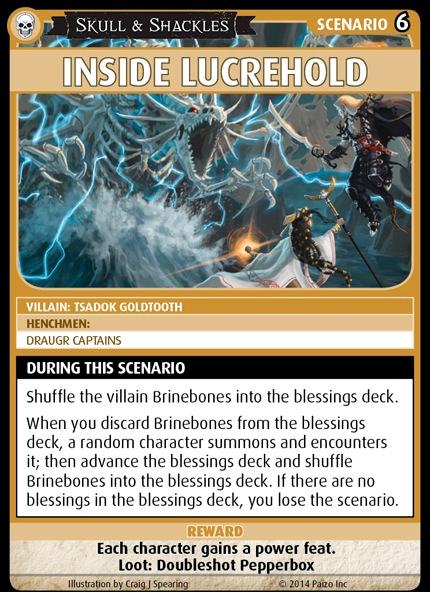 SKULL & SHACKLES
SCENARIO 6
INSIDE LUCREHOLD
VILLAIN: TSADOK GOLDTOOTH
HENCHMEN:
DRAUGR CAPTAINS
DURING THIS SCENARIO
Shuffle the villain Brinebones into the blessings deck.
When you discard Brinebones from the blessings
deck, a random character summons and encounters
it; then advance the blessings deck and shuffle
Brinebones into the blessings deck. If there are no
blessings in the blessings deck, you lose the scenario.
REWARD
Each character gains a power feat.
Loot: Doubleshot Pepperbox
Illustration by Craig J Spearing © 2014 Paizo Inc